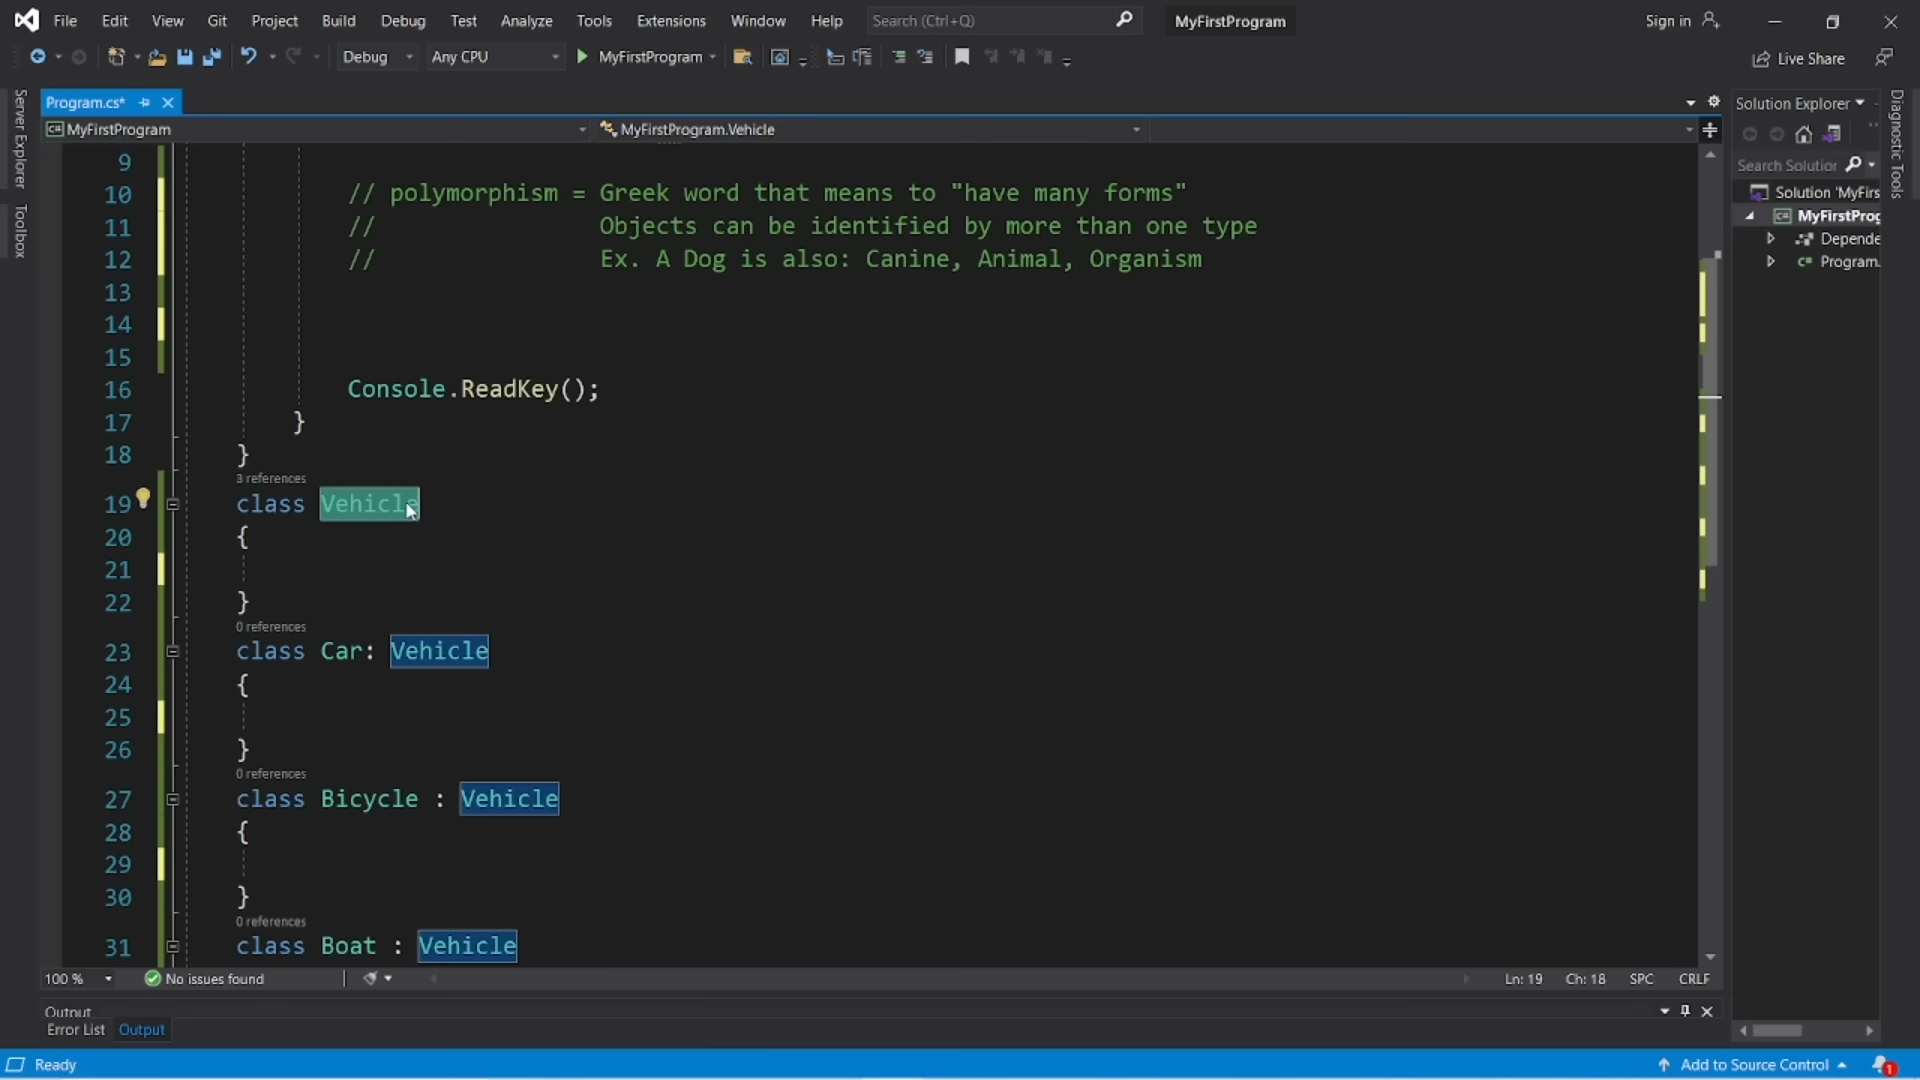 File Edit View Git Project Build Debug Test Analyze Tools Extensions Window Help Search (Ctrl+Q) MyFirstProgram Sign in
Debug Any CPU MyFirstProgram Live Share
Program.cs* Solution Explorer
MyFirstProgram MyFirstProgram.Vehicle
Server Explorer
Toolbox
Diagnostic Tools
Search Solution
Solution 'MyFirs
MyFirstProg
Depende
Program.
9
10 // polymorphism = Greek word that means to "have many forms"
11 // Objects can be identified by more than one type
12 // Ex. A Dog is also: Canine, Animal, Organism
13
14
15
16 Console.ReadKey();
17 }
18 }
3 references
19 class Vehicle
20 {
21
22 }
0 references
23 class Car: Vehicle
24 {
25
26 }
0 references
27 class Bicycle : Vehicle
28 {
29
30 }
0 references
31 class Boat : Vehicle
100 % No issues found Ln: 19 Ch: 18 SPC CRLF
Output
Error List Output
Ready Add to Source Control 1